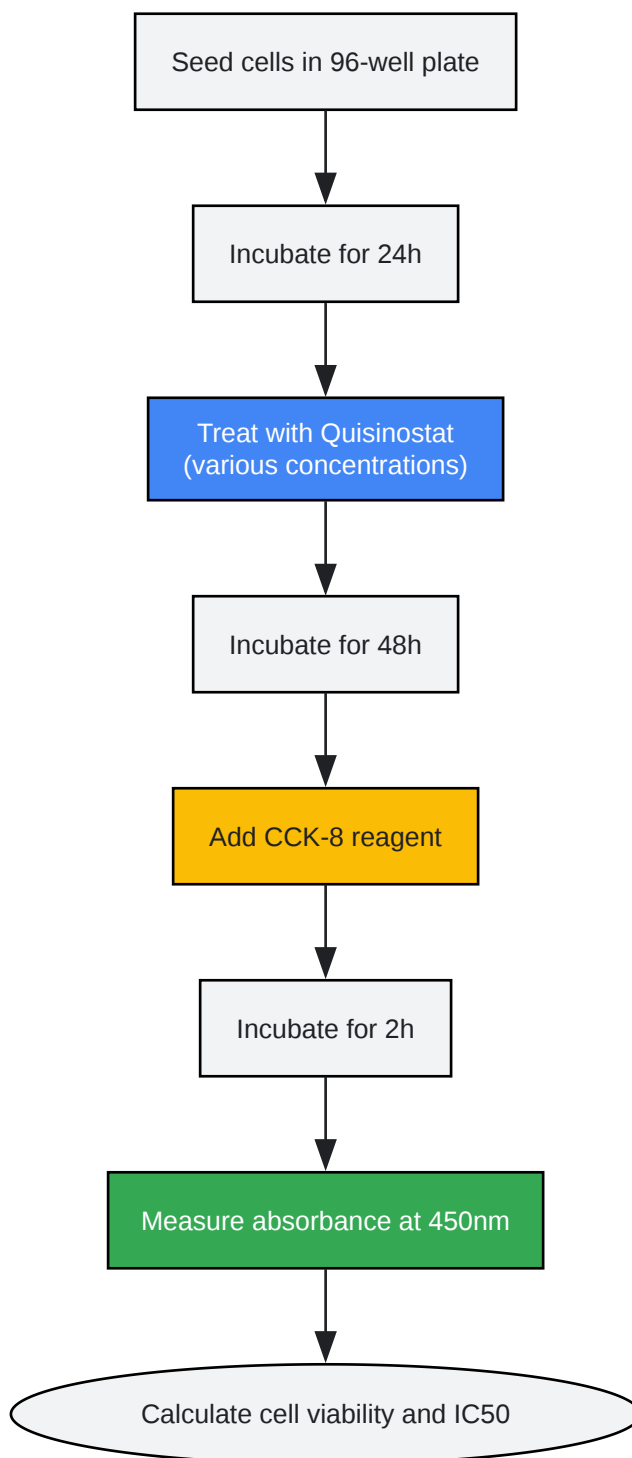 Seed cells in 96-well plate
Incubate for 24h
Treat with Quisinostat
(various concentrations)
Incubate for 48h
Add CCK-8 reagent
Incubate for 2h
Measure absorbance at 450nm
Calculate cell viability and IC50